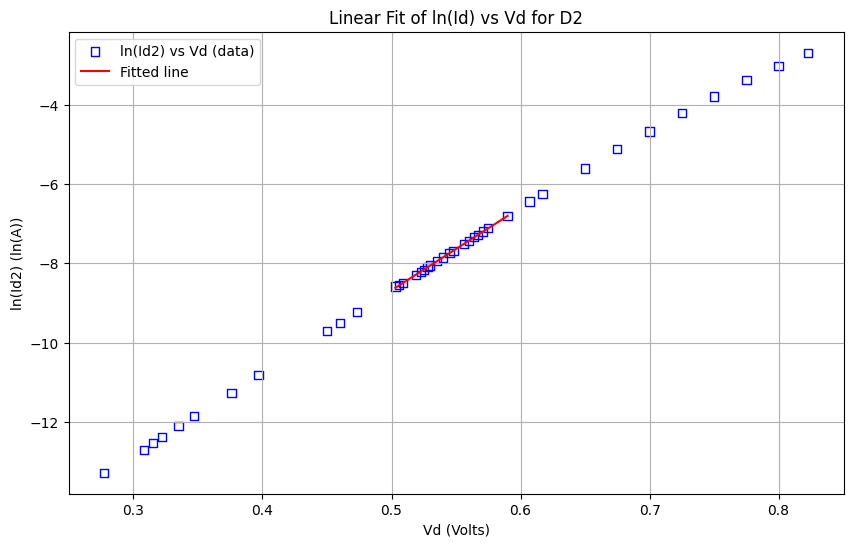 Linear Fit of ln(Id) vs Vd for D2
ln(Id2) vs Vd (data)
Fitted line
ln(Id2) (ln(A))
−4
−6
−8
−10
−12
0.3 0.4 0.5 0.6 0.7 0.8
Vd (Volts)